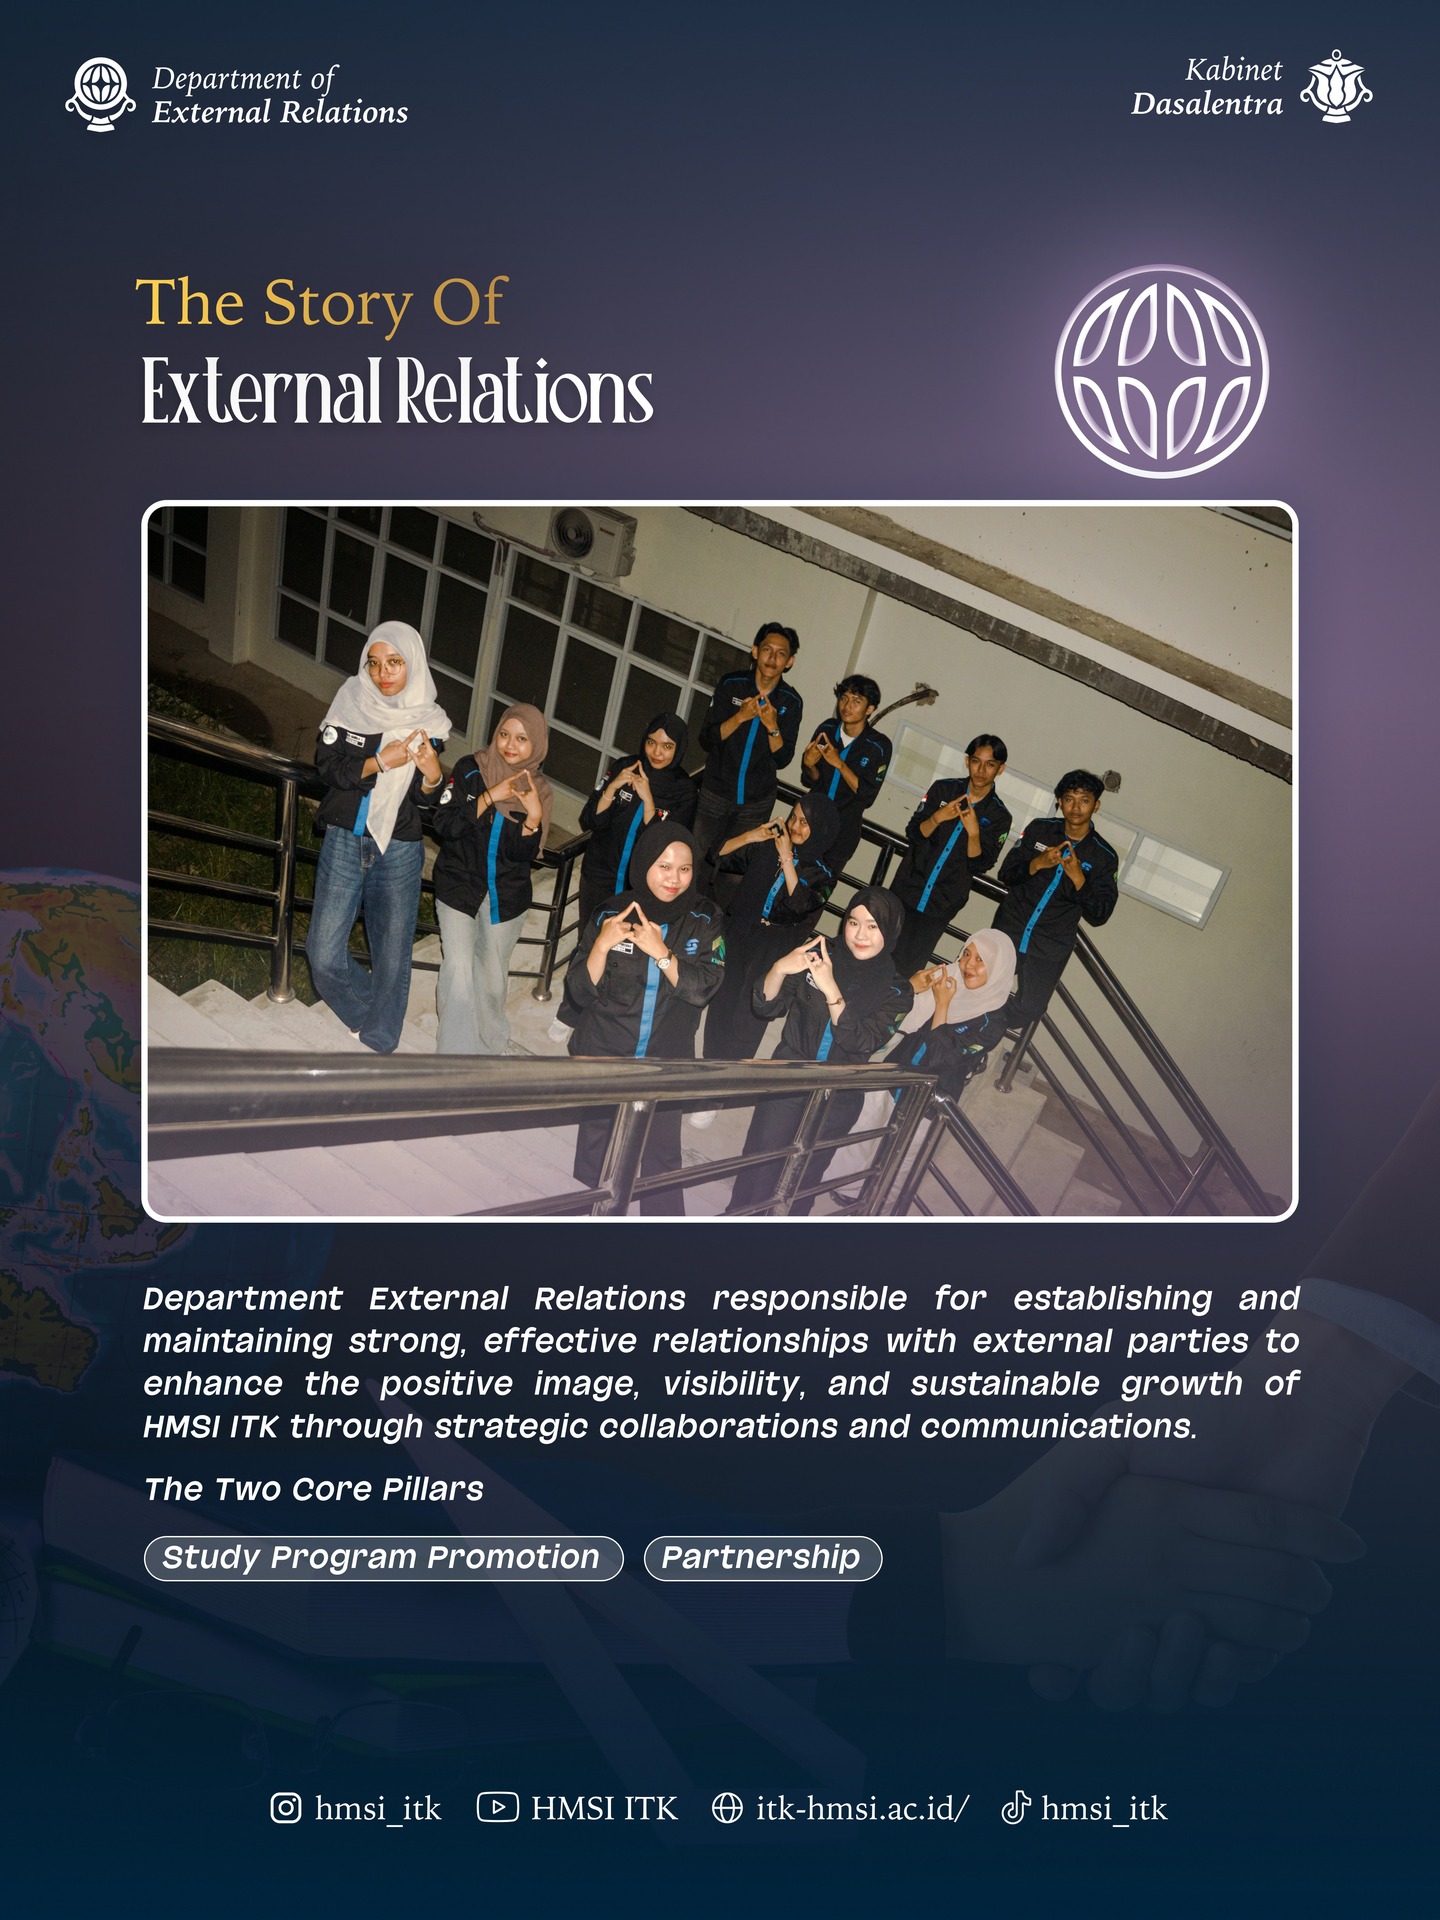 Department of
External Relations
Kabinet
Dasalentra
The Story Of
External Relations
Department External Relations responsible for establishing and
maintaining strong, effective relationships with external parties to
enhance the positive image, visibility, and sustainable growth of
HMSI ITK through strategic collaborations and communications.
The Two Core Pillars
Study Program Promotion
Partnership
hmsi_itk
HMSI ITK
itk-hmsi.ac.id/
hmsi_itk